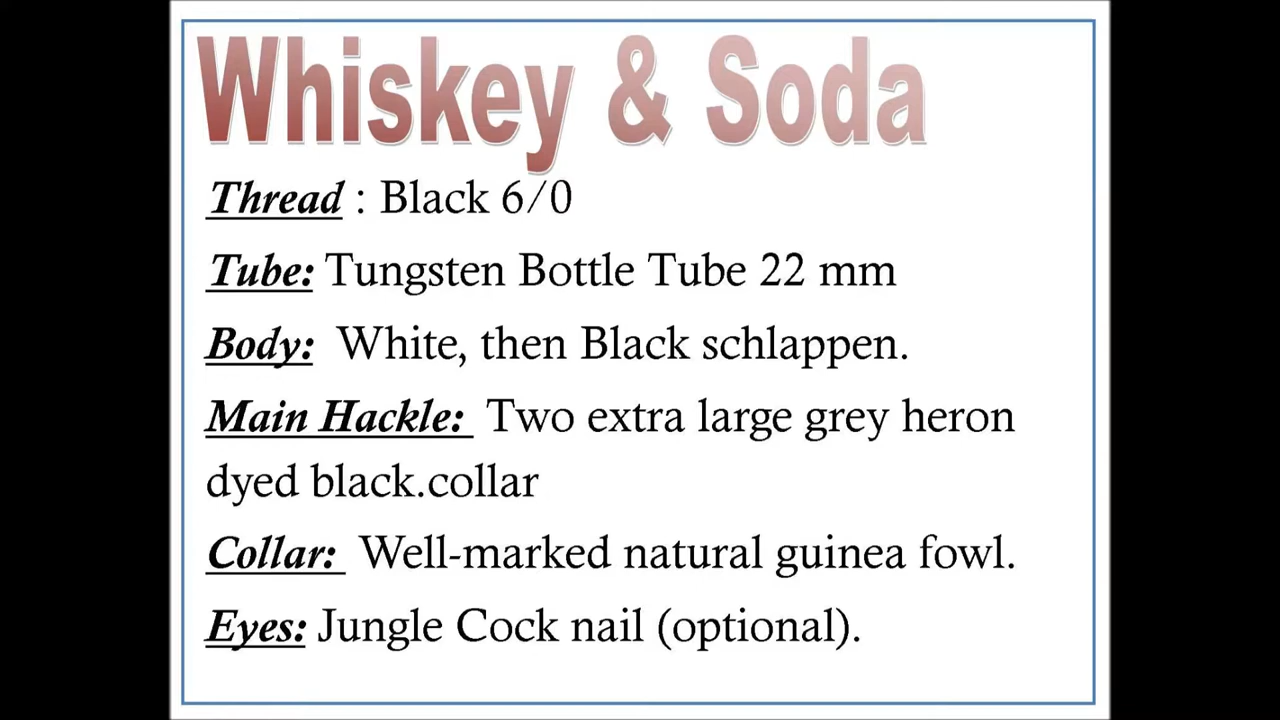 Whiskey & Soda
Thread : Black 6/0
Tube: Tungsten Bottle Tube 22 mm
Body: White, then Black schlappen.
Main Hackle: Two extra large grey heron
dyed black.collar
Collar: Well-marked natural guinea fowl.
Eyes: Jungle Cock nail (optional).